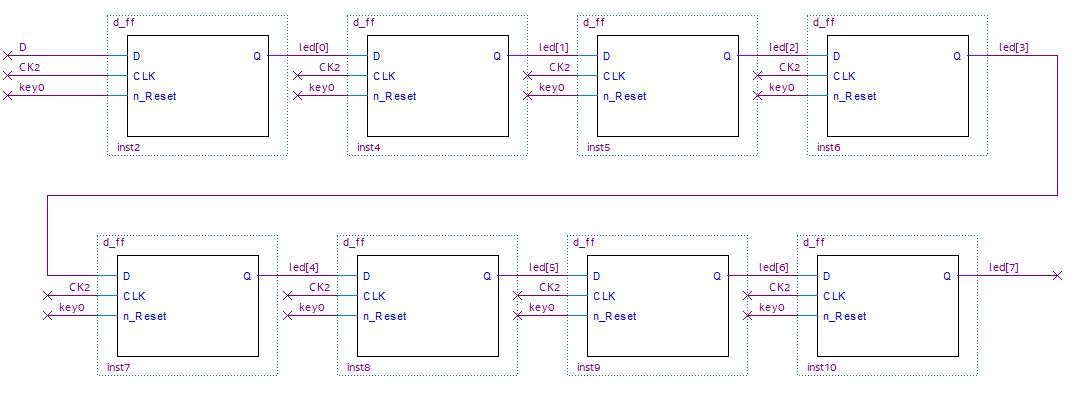 d_ff d_ff d_ff d_ff
D D Q led[0] D Q led[1] D Q led[2] D Q led[3]
CK2 CLK CK2 CLK CK2 CLK CK2 CLK
key0 n_Reset key0 n_Reset key0 n_Reset key0 n_Reset
inst2 inst4 inst5 inst6
d_ff d_ff d_ff d_ff
D Q led[4] D Q led[5] D Q led[6] D Q led[7]
CK2 CLK CK2 CLK CK2 CLK CK2 CLK
key0 n_Reset key0 n_Reset key0 n_Reset key0 n_Reset
inst7 inst8 inst9 inst10